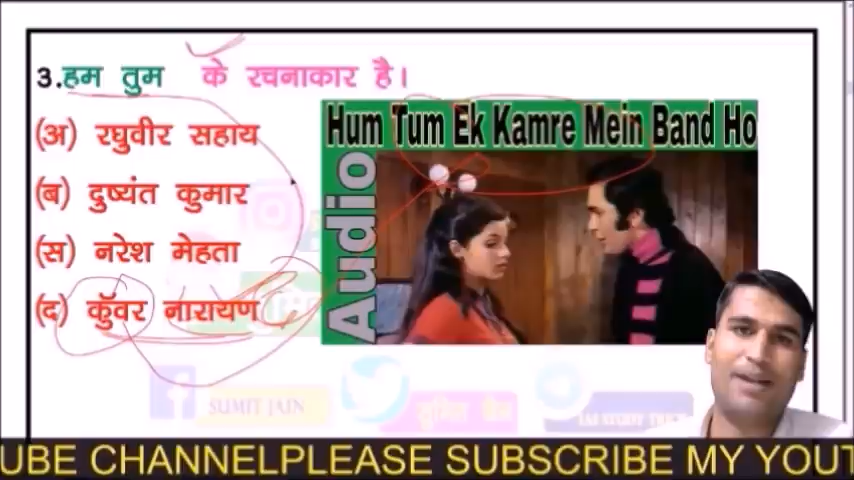 3.हम तुम के रचनाकार है।
(अ) रघुवीर सहाय
(ब) दुष्यंत कुमार
(स) नरेश मेहता
(द) कुॅवर नारायण
Hum Tum Ek Kamre Mein Band Ho
Audio
SUMIT JAIN
UBE CHANNELPLEASE SUBSCRIBE MY YOUT